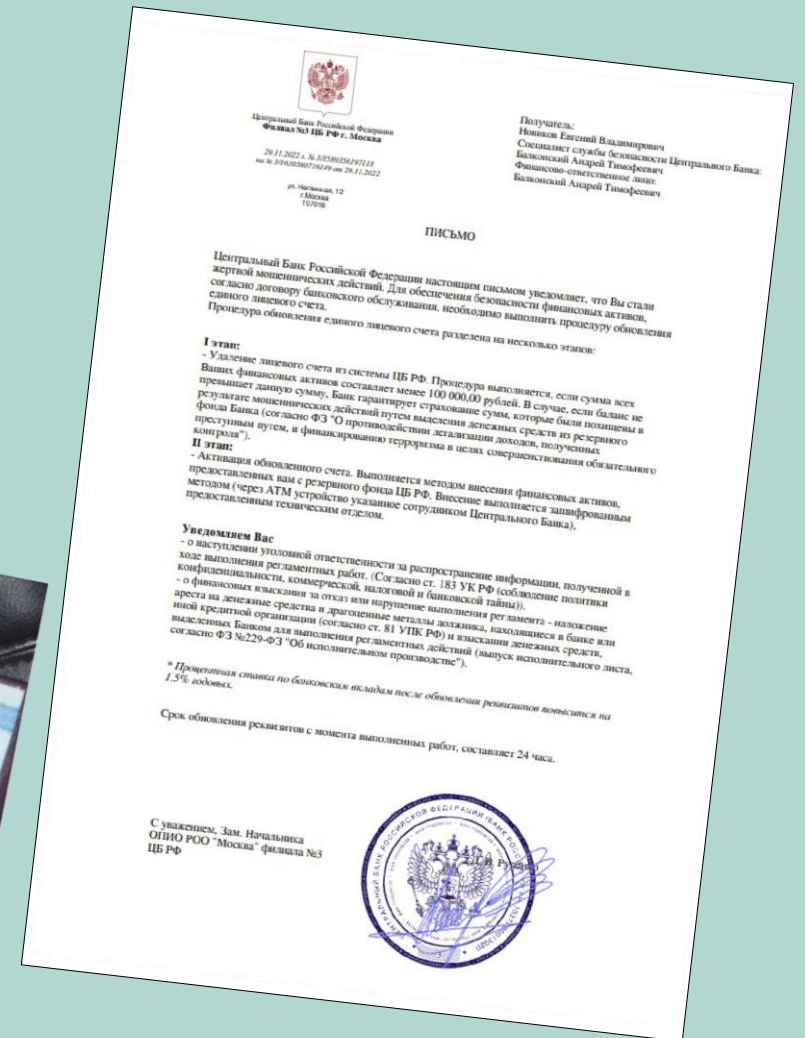 Центральный Банк Российской Федерации
Филиал №3 ЦБ РФ г. Москва
29.11.2022 г. №
от 29.11.2022
ул. Неглинная, 12
г.Москва
107016
Получатель:
Новиков Евгений Владимирович
Специалист службы безопасности Центрального Банка:
Балконский Андрей Тимофеевич
Финансово-ответственное лицо:
Балконский Андрей Тимофеевич
ПИСЬМО
Центральный Банк Российской Федерации настоящим письмом уведомляет, что Вы стали
жертвой мошеннических действий. Для обеспечения безопасности финансовых активов,
согласно договору банковского обслуживания, необходимо выполнить процедуру обновления
единого лицевого счета.
Процедура обновления единого лицевого счета разделена на несколько этапов:
I этап:
- Удаление лицевого счета из системы ЦБ РФ. Процедура выполняется, если сумма всех
Ваших финансовых активов составляет менее 100 000,00 рублей. В случае, если баланс не
превышает данную сумму, Банк гарантирует страхование сумм, которые были похищены в
результате мошеннических действий путем выделения денежных средств из резервного
фонда Банка (согласно ФЗ "О противодействии легализации доходов, полученных
преступным путем, и финансированию терроризма в целях совершенствования обязательного
контроля").
II этап:
- Активация обновленного счета. Выполняется методом внесения финансовых активов,
предоставленных вам с резервного фонда ЦБ РФ. Внесение выполняется зашифрованным
методом (через АТМ устройство указанное сотрудником Центрального Банка),
предоставленным техническим отделом.
Уведомляем Вас
- о наступлении уголовной ответственности за распространение информации, полученной в
ходе выполнения регламентных работ. (Согласно ст. 183 УК РФ (соблюдение политики
конфиденциальности, коммерческой, налоговой и банковской тайны)).
- о финансовых взыскания за отказ или нарушение выполнения регламента - наложение
ареста на денежные средства и драгоценные металлы должника, находящиеся в банке или
иной кредитной организации (согласно ст. 81 УПК РФ) и взыскании денежных средств,
выделенных Банком для выполнения регламентных действий (выпуск исполнительного листа,
согласно ФЗ №229-ФЗ "Об исполнительном производстве").
* Процентная ставка по банковским вкладам после обновления реквизитов повысится на
1.5% годовых.
Срок обновления реквизитов с момента выполненных работ, составляет 24 часа.
С уважением, Зам. Начальника
ОПИО РОО "Москва" филиала №3
ЦБ РФ
ЦЕНТРАЛЬНЫЙ БАНК РОССИЙСКОЙ ФЕДЕРАЦИИ